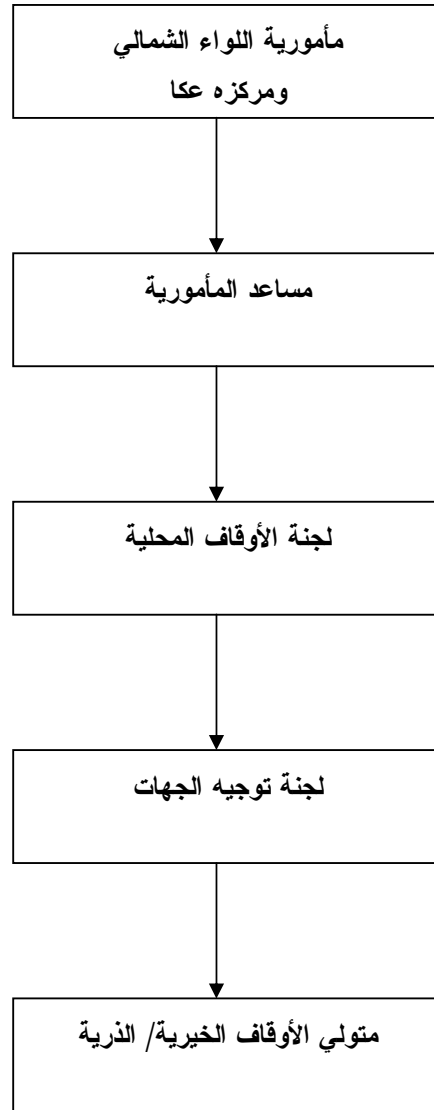 مأمورية اللواء الشمالي
ومركزه عكا
مساعد المأمورية
لجنة الأوقاف المحلية
لجنة توجيه الجهات
متولي الأوقاف الخيرية/ الذرية